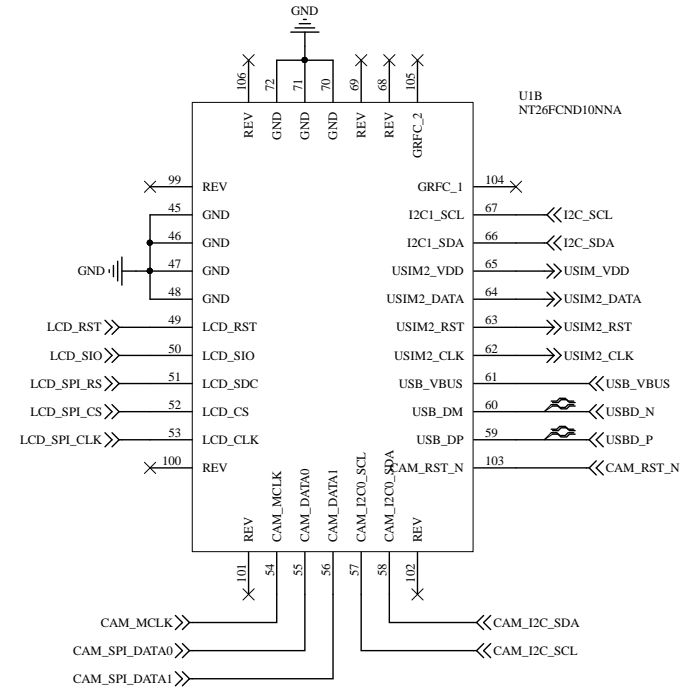 GND
106
72
71
70
69
68
105
REV
GND
GND
GND
REV
REV
GRFC_2
U1B
NT26FCND10NNA
99 REV
GRFC_1 104
45 GND
I2C1_SCL 67 I2C_SCL
46 GND
I2C1_SDA 66 I2C_SDA
GND 47 GND
USIM2_VDD 65 USIM_VDD
48 GND
USIM2_DATA 64 USIM2_DATA
LCD_RST 49 LCD_RST
USIM2_RST 63 USIM2_RST
LCD_SIO 50 LCD_SIO
USIM2_CLK 62 USIM2_CLK
LCD_SPI_RS 51 LCD_SDC
USB_VBUS 61 USB_VBUS
LCD_SPI_CS 52 LCD_CS
USB_DM 60 USBD_N
LCD_SPI_CLK 53 LCD_CLK
USB_DP 59 USBD_P
100 REV
CAM_RST_N 103 CAM_RST_N
REV
CAM_MCLK
CAM_DATA0
CAM_DATA1
CAM_I2C0_SCL
CAM_I2C0_SDA
REV
101
54
55
56
57
58
102
CAM_MCLK
CAM_I2C_SDA
CAM_SPI_DATA0
CAM_I2C_SCL
CAM_SPI_DATA1